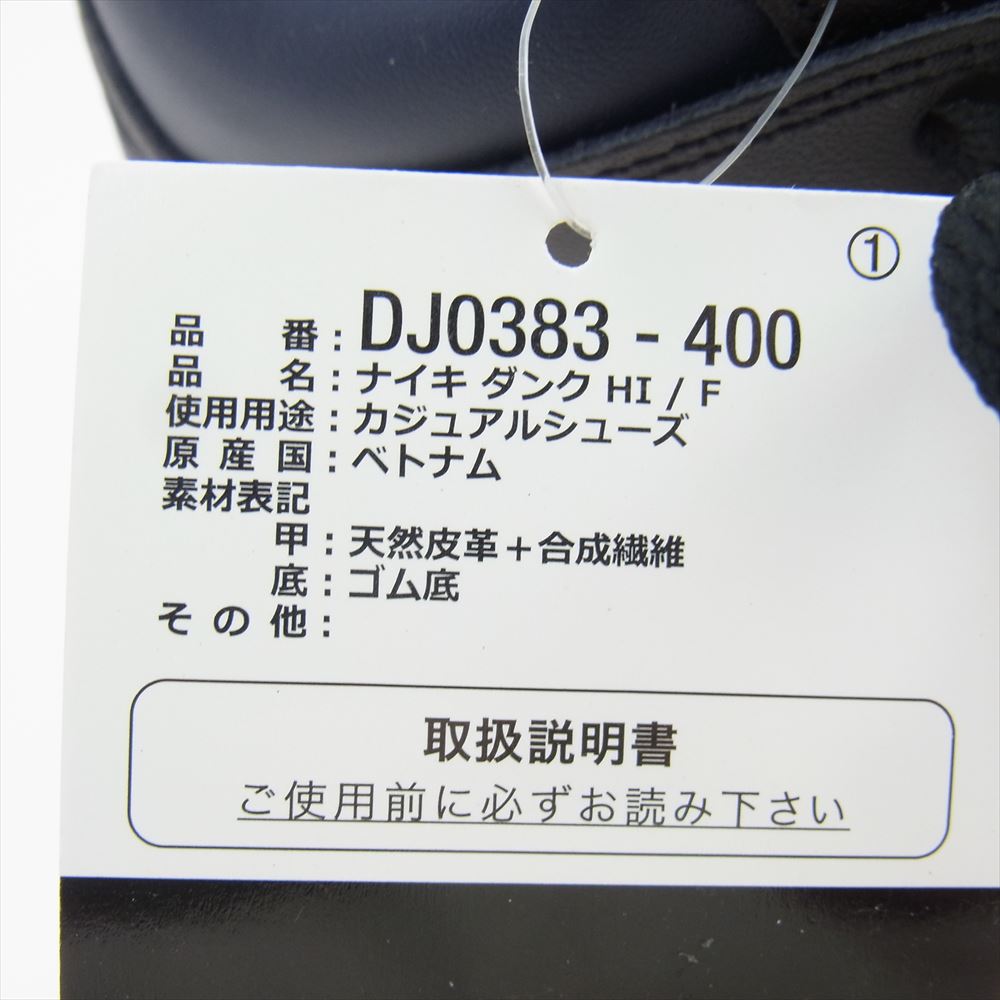 ①
品番:DJ0383 - 400
品名:ナイキ ダンク HI / F
使用用途:カジュアルシューズ
原産国:ベトナム
素材表記
甲:天然皮革+合成繊維
底:ゴム底
その他:
取扱説明書
ご使用前に必ずお読み下さい